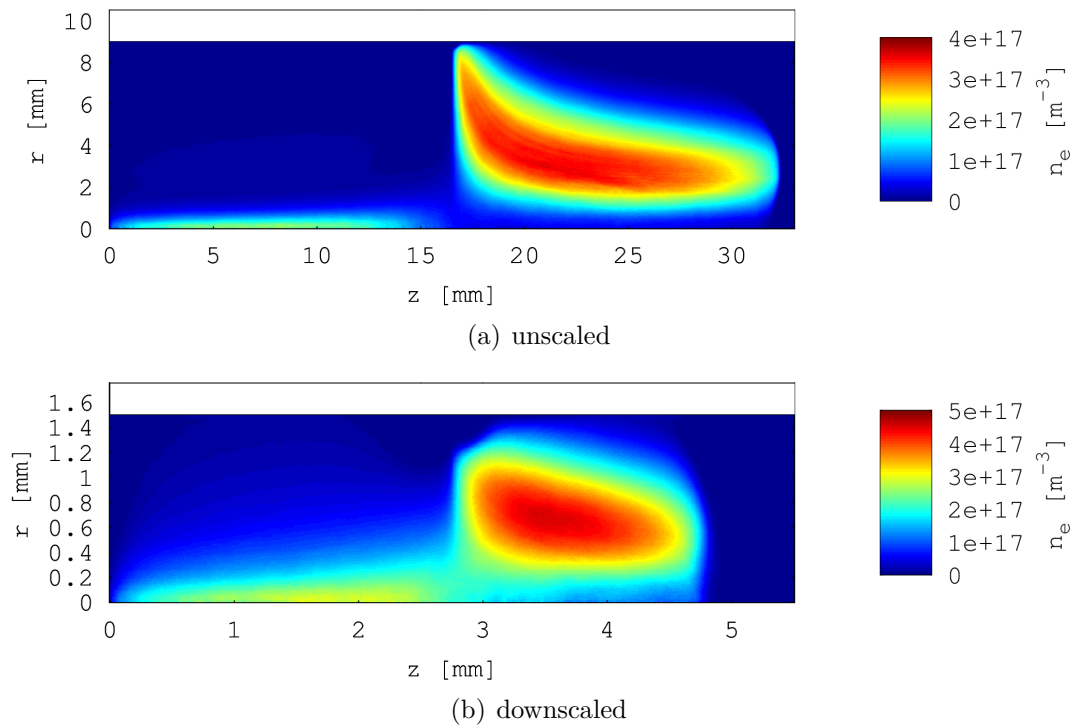 10
8
6
4
2
0
r [mm]
0 5 10 15 20 25 30
z [mm]
4e+17
3e+17
2e+17
1e+17
0
n_e [m^-3]
(a) unscaled
1.6
1.4
1.2
1
0.8
0.6
0.4
0.2
0
r [mm]
0 1 2 3 4 5
z [mm]
5e+17
4e+17
3e+17
2e+17
1e+17
0
n_e [m^-3]
(b) downscaled